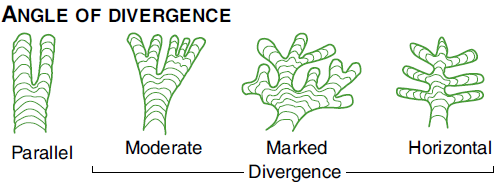 ANGLE OF DIVERGENCE
Parallel Moderate Marked Horizontal
Divergence